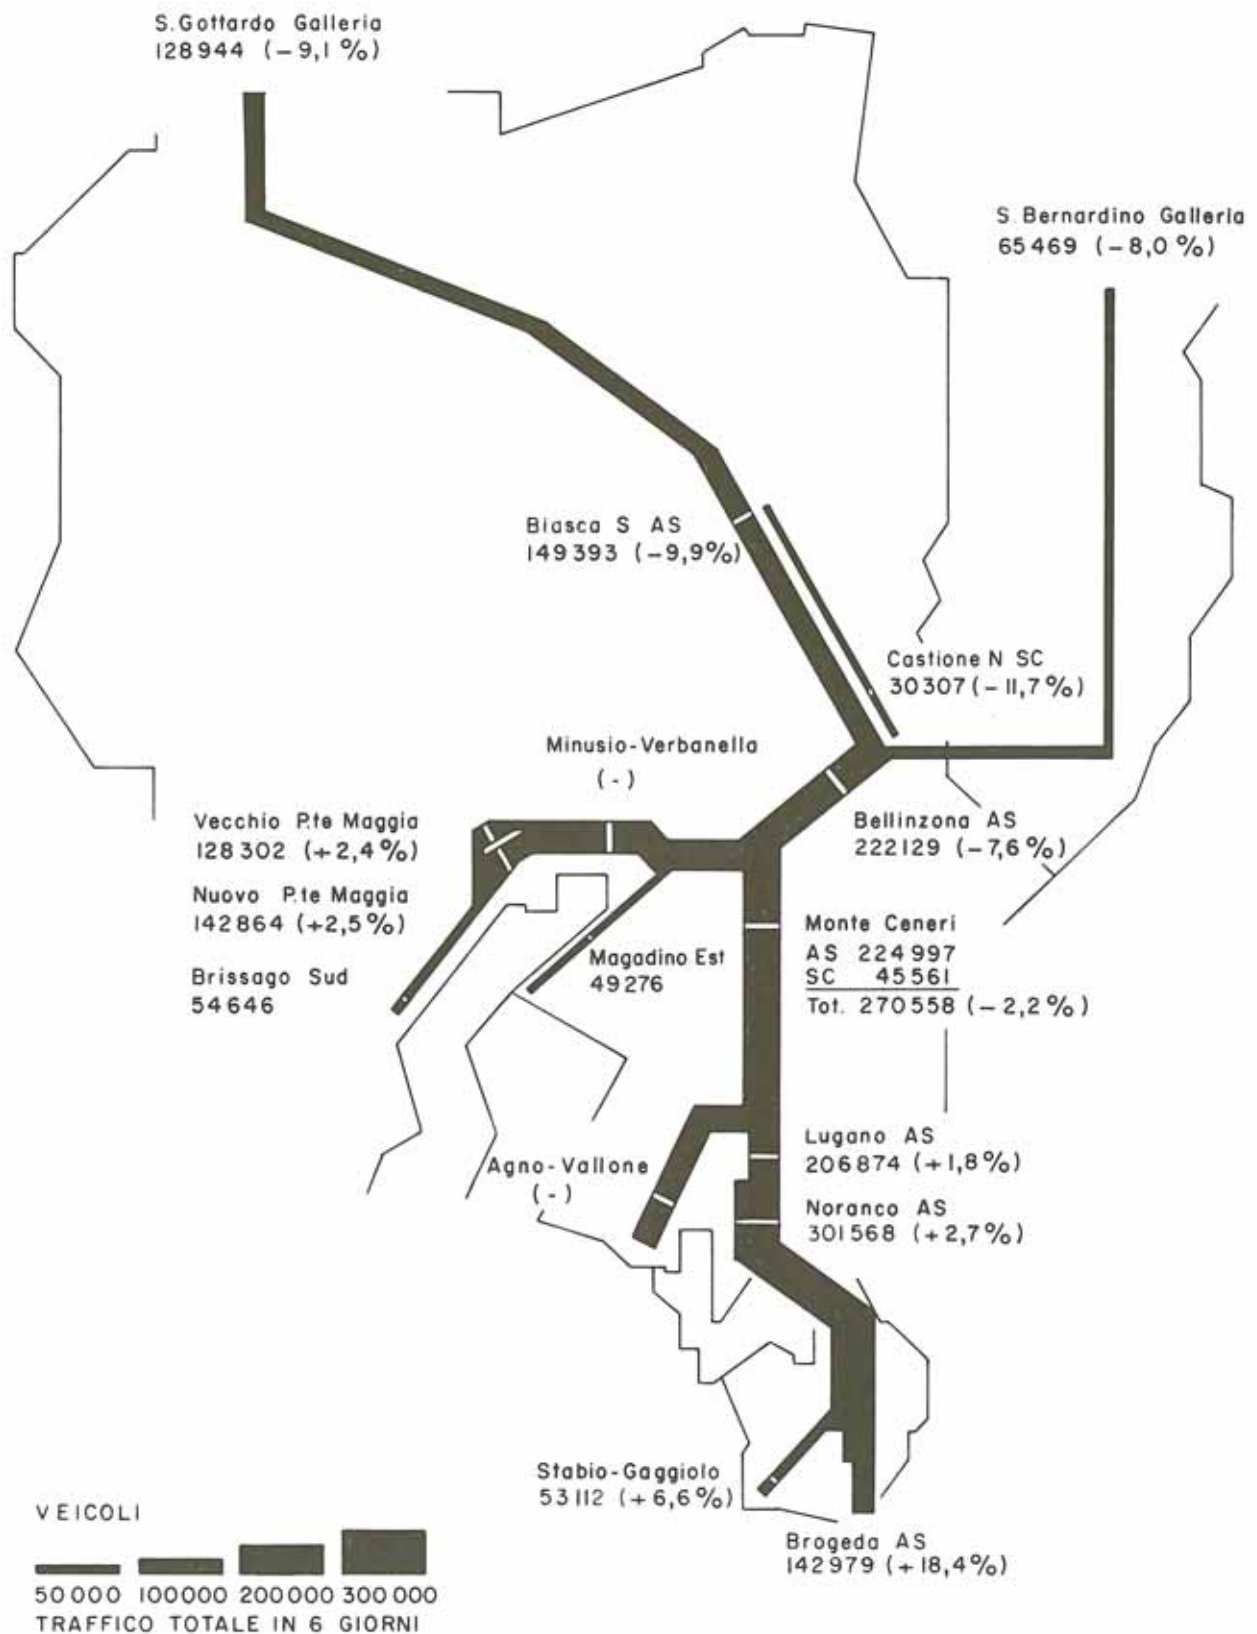 S.Gottardo Galleria
128944 (-9,1%)
S.Bernardino Galleria
65469 (-8,0%)
Biasca S AS
149393 (-9,9%)
Castione N SC
30307 (-11,7%)
Minusio-Verbanella
(-)
Vecchio P.te Maggia
128302 (+2,4%)
Bellinzona AS
222129 (-7,6%)
Nuovo P.te Maggia
142864 (+2,5%)
Monte Ceneri
AS 224997
SC 45561
Tot. 270558 (-2,2%)
Magadino Est
49276
Brissago Sud
54646
Lugano AS
206874 (+1,8%)
Agno-Vallone
(-)
Noranco AS
301568 (+2,7%)
Stabio-Gaggiolo
53112 (+6,6%)
Brogeda AS
142979 (+18,4%)
VEICOLI
50000 100000 200000 300000
TRAFFICO TOTALE IN 6 GIORNI